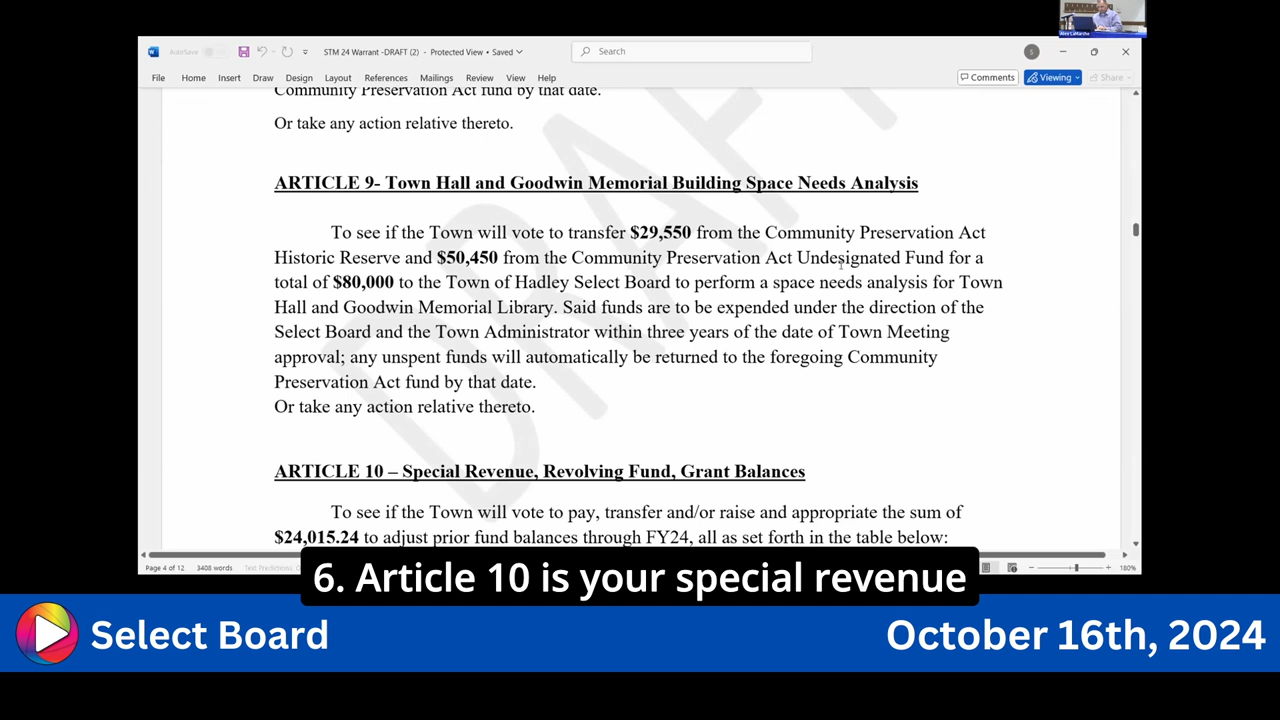 AutoSave
STM 24 Warrant -DRAFT (2) • Protected View • Saved
Search
S
File Home Insert Draw Design Layout References Mailings Review View Help
Comments Viewing Share
Community Preservation Act fund by that date.
Or take any action relative thereto.
ARTICLE 9- Town Hall and Goodwin Memorial Building Space Needs Analysis
To see if the Town will vote to transfer $29,550 from the Community Preservation Act
Historic Reserve and $50,450 from the Community Preservation Act Undesignated Fund for a
total of $80,000 to the Town of Hadley Select Board to perform a space needs analysis for Town
Hall and Goodwin Memorial Library. Said funds are to be expended under the direction of the
Select Board and the Town Administrator within three years of the date of Town Meeting
approval; any unspent funds will automatically be returned to the foregoing Community
Preservation Act fund by that date.
Or take any action relative thereto.
ARTICLE 10 – Special Revenue, Revolving Fund, Grant Balances
To see if the Town will vote to pay, transfer and/or raise and appropriate the sum of
$24,015.24 to adjust prior fund balances through FY24, all as set forth in the table below:
DRAFT
Page 4 of 12 3408 words Text Predictions
180%
6. Article 10 is your special revenue
Select Board
October 16th, 2024